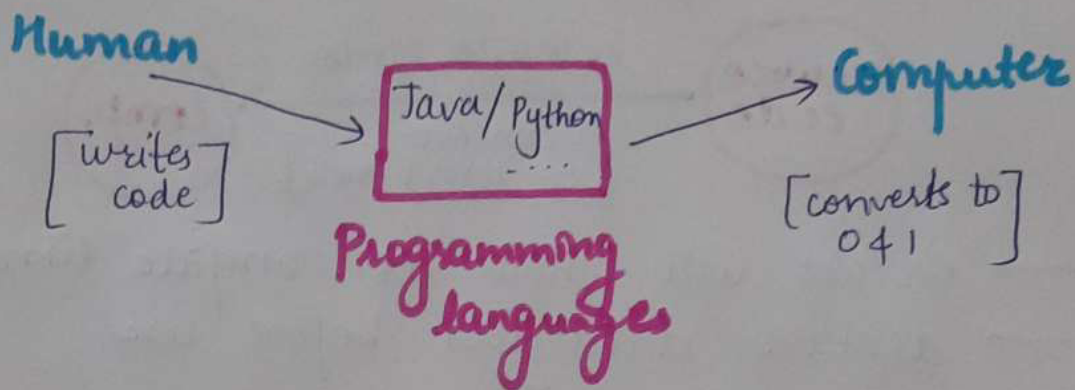 Human
Computer
Java/Python
....
[writes
code]
[converts to]
0 & 1
Programming
languages